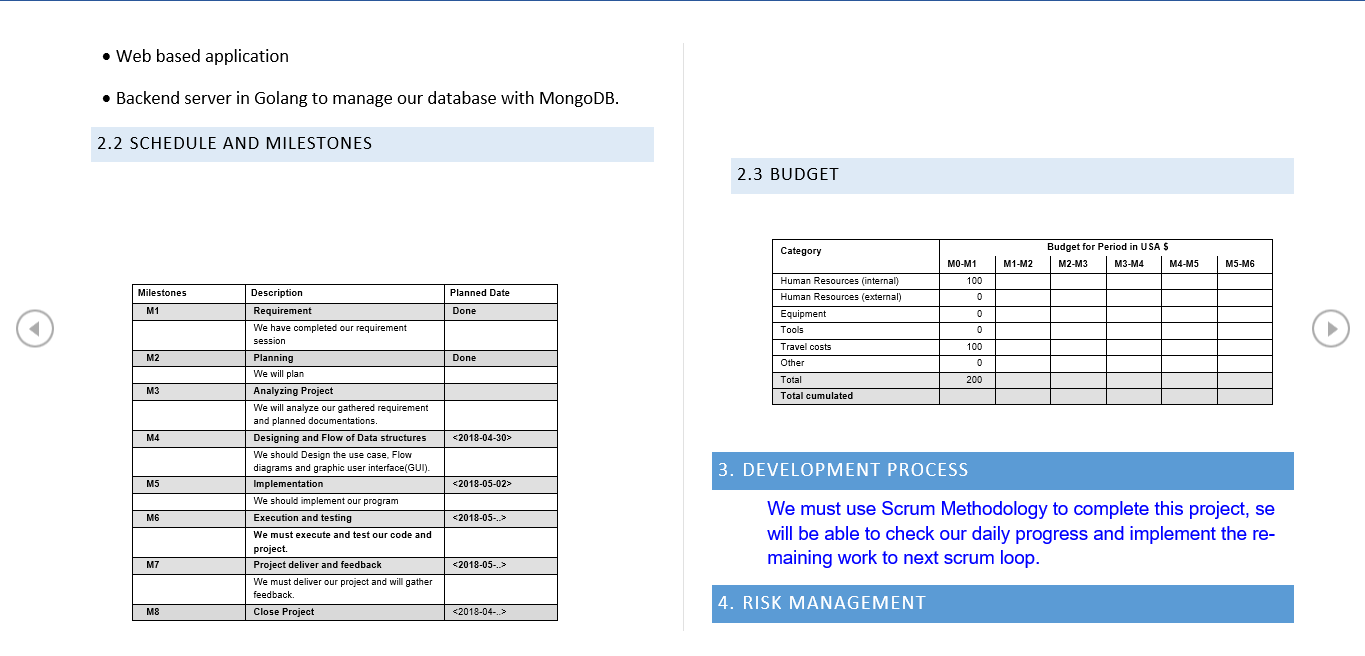 • Web based application
• Backend server in Golang to manage our database with MongoDB.
2.2 SCHEDULE AND MILESTONES
Milestones Description Planned Date
M1 Requirement Done
We have completed our requirement
session
M2 Planning Done
We will plan
M3 Analyzing Project
We will analyze our gathered requirement
and planned documentations.
M4 Designing and Flow of Data structures <2018-04-30>
We should Design the use case, Flow
diagrams and graphic user interface(GUI).
M5 Implementation <2018-05-02>
We should implement our program
M6 Execution and testing <2018-05-..>
We must execute and test our code and
project.
M7 Project deliver and feedback <2018-05-..>
We must deliver our project and will gather
feedback.
M8 Close Project <2018-04-..>
2.3 BUDGET
Category Budget for Period in USA $
M0-M1 M1-M2 M2-M3 M3-M4 M4-M5 M5-M6
Human Resources (internal) 100
Human Resources (external) 0
Equipment 0
Tools 0
Travel costs 100
Other 0
Total 200
Total cumulated
3. DEVELOPMENT PROCESS
We must use Scrum Methodology to complete this project, se
will be able to check our daily progress and implement the re-
maining work to next scrum loop.
4. RISK MANAGEMENT